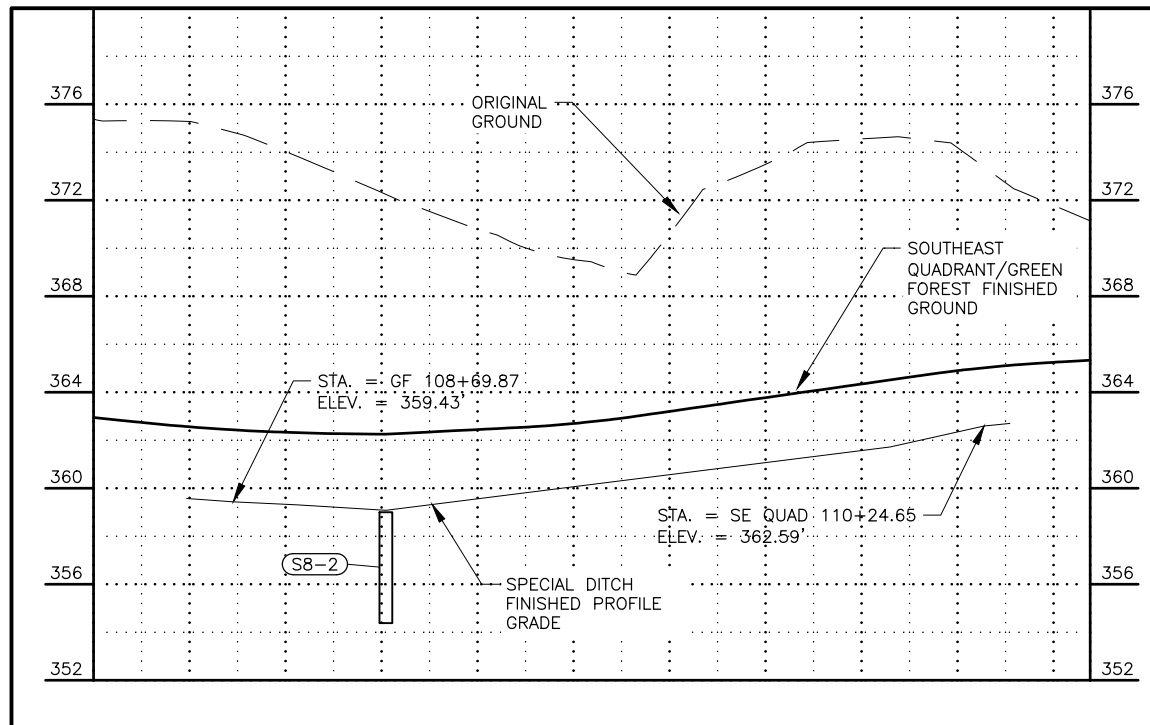 376
376
ORIGINAL
GROUND
372
372
SOUTHEAST
QUADRANT/GREEN
FOREST FINISHED
GROUND
368
368
STA. = GF 108+69.87
ELEV. = 359.43'
364
364
360
360
STA. = SE QUAD 110+24.65
ELEV. = 362.59'
S8-2
356
356
SPECIAL DITCH
FINISHED PROFILE
GRADE
352
352